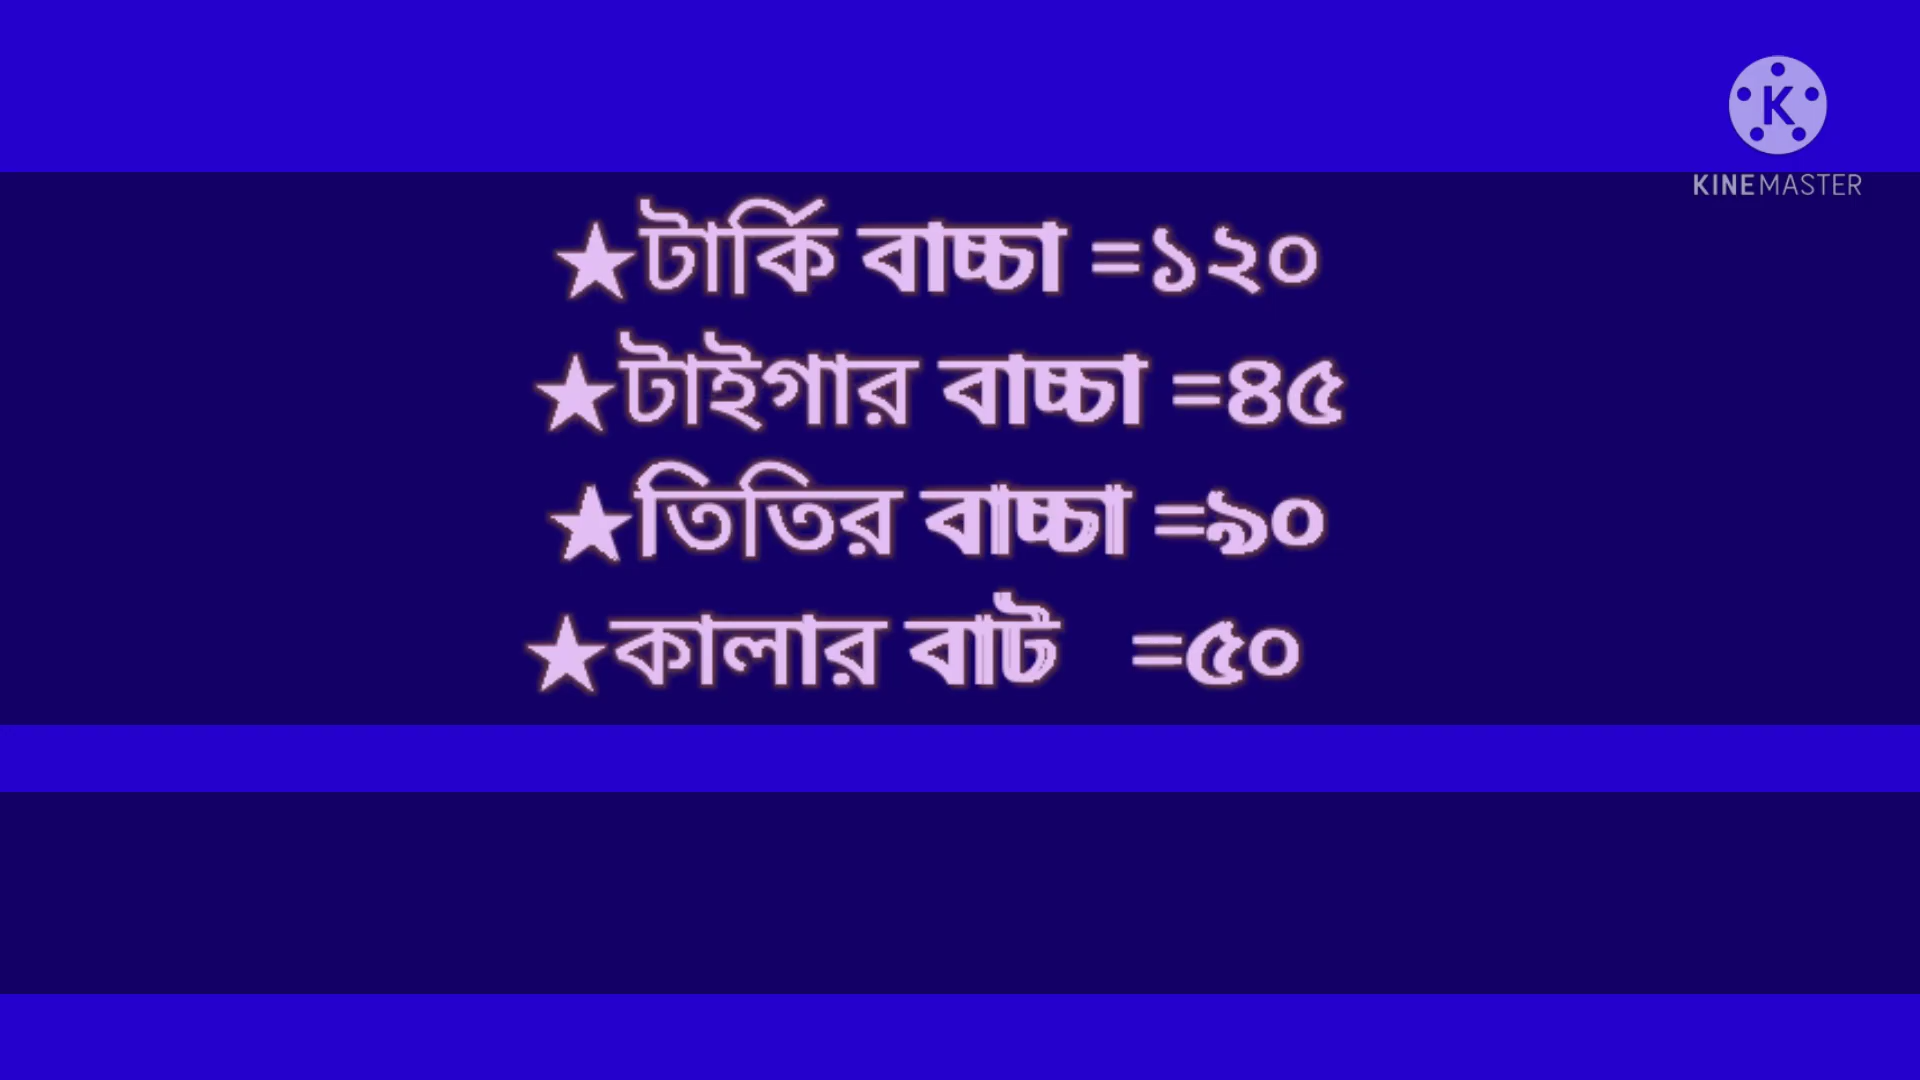 KINEMASTER
★টার্কি বাচ্চা =১২০
★টাইগার বাচ্চা =৪৫
★তিতির বাচ্চা =৯০
★কালার বাট =৫০